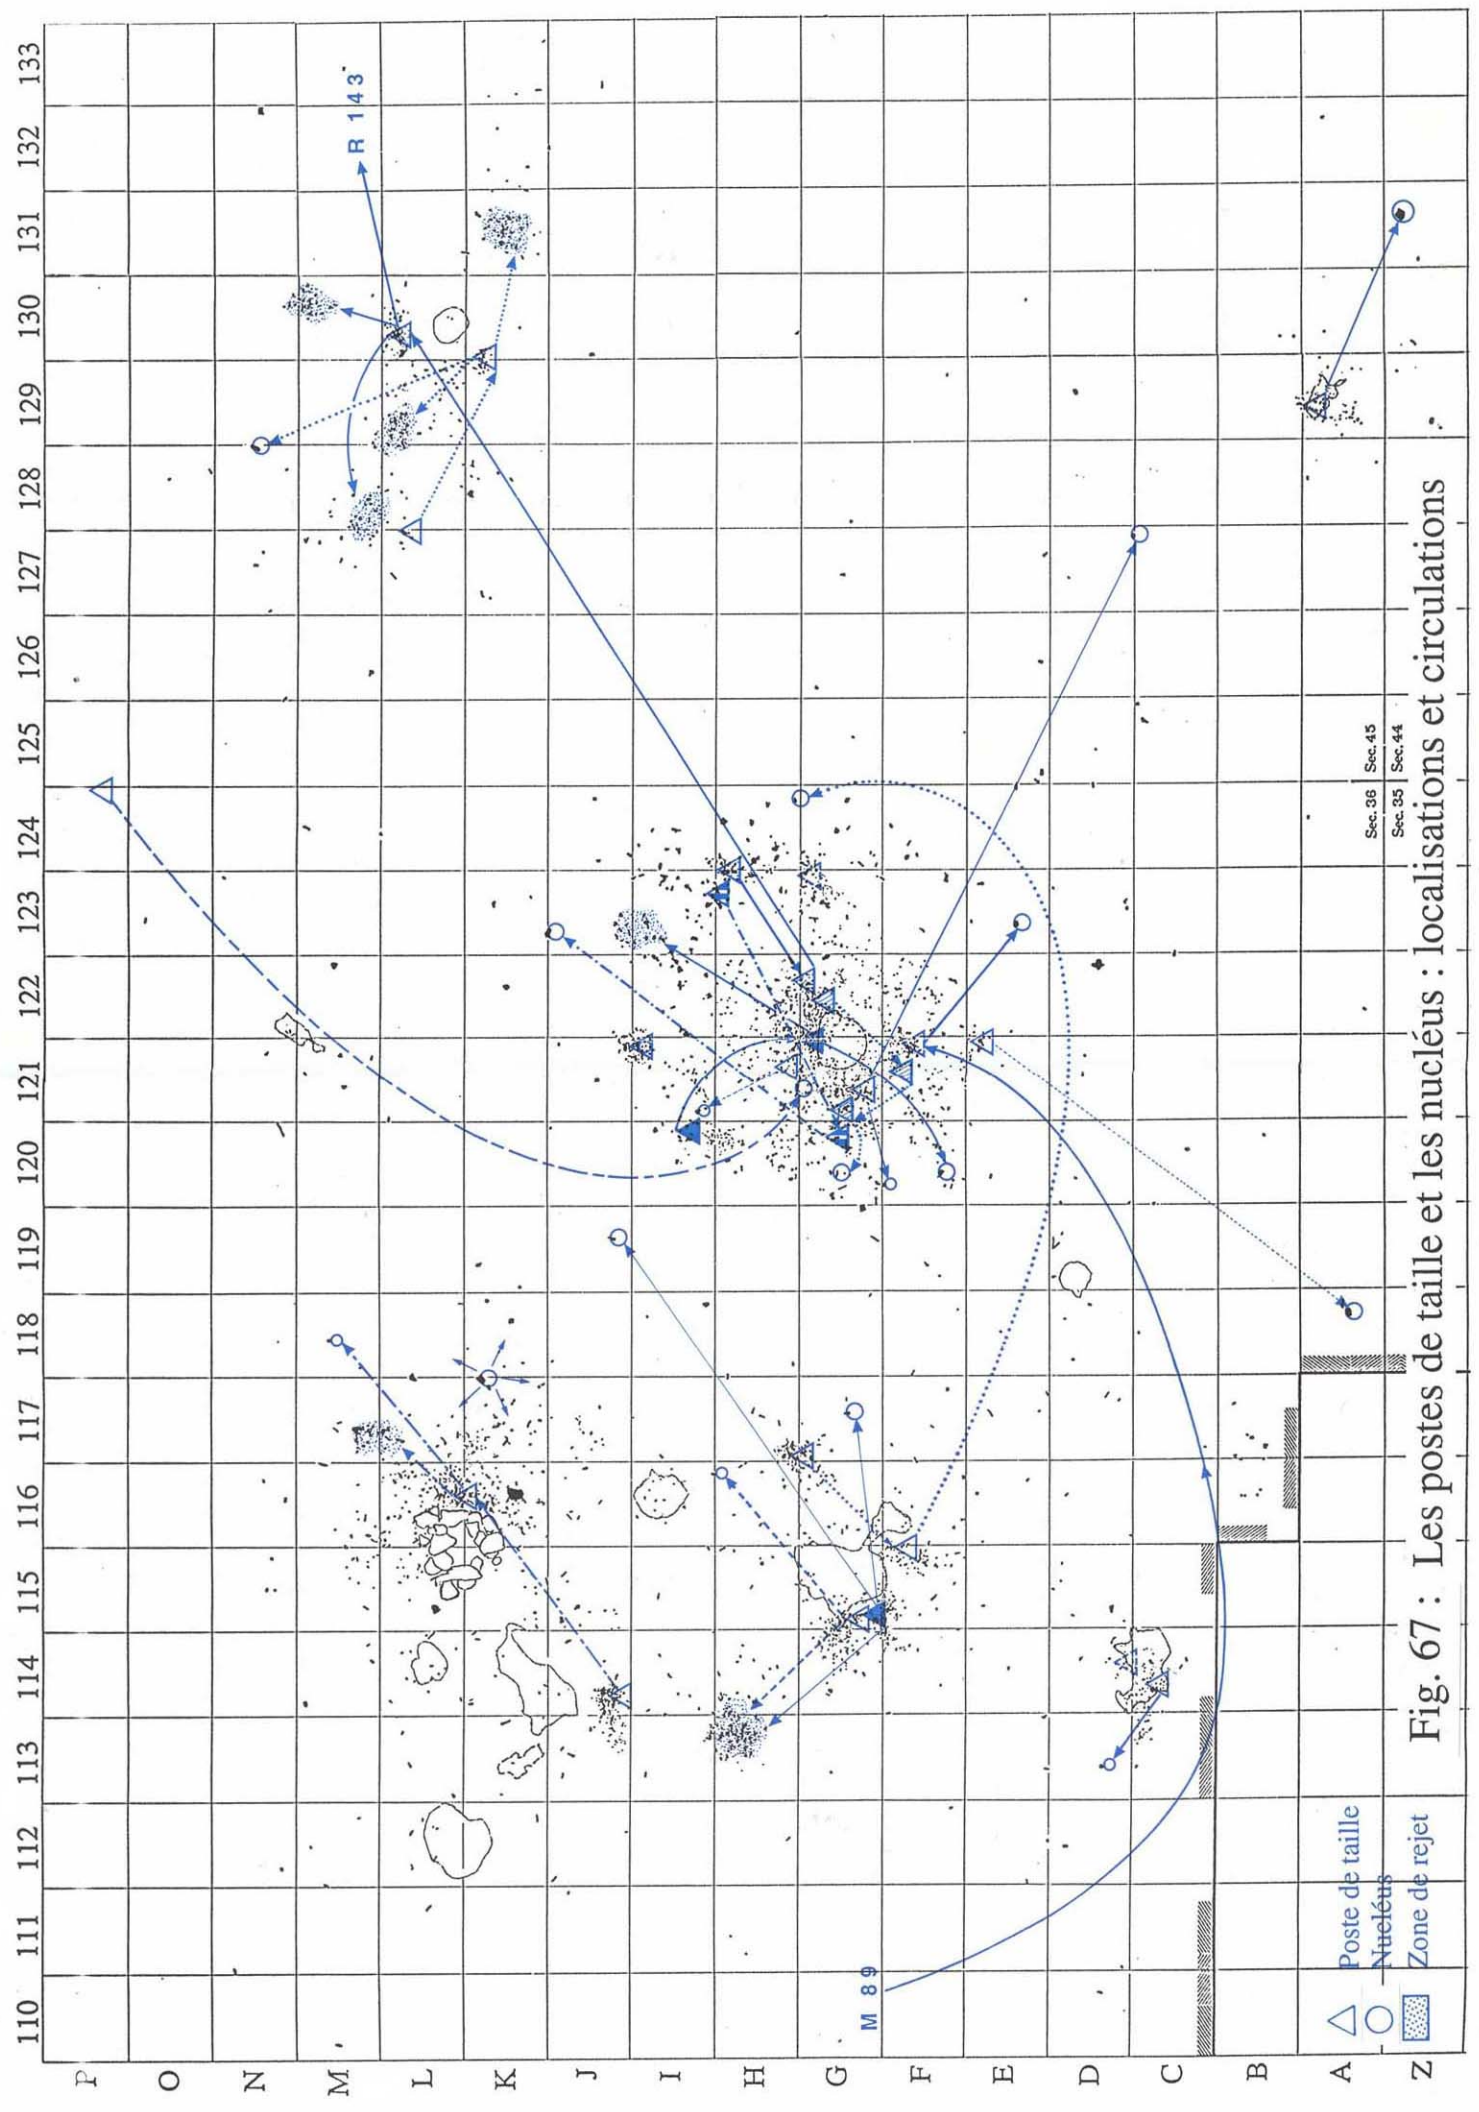 110 111 112 113 114 115 116 117 118 119 120 121 122 123 124 125 126 127 128 129 130 131 132 133
P
O
N
M
L
K
J
I
H
G
F
E
D
C
B
A
Z
R 143
M 89
Sec. 36 Sec. 45
Sec. 35 Sec. 44
Poste de taille
Nucléus
Zone de rejet
Fig. 67 : Les postes de taille et les nucléus : localisations et circulations